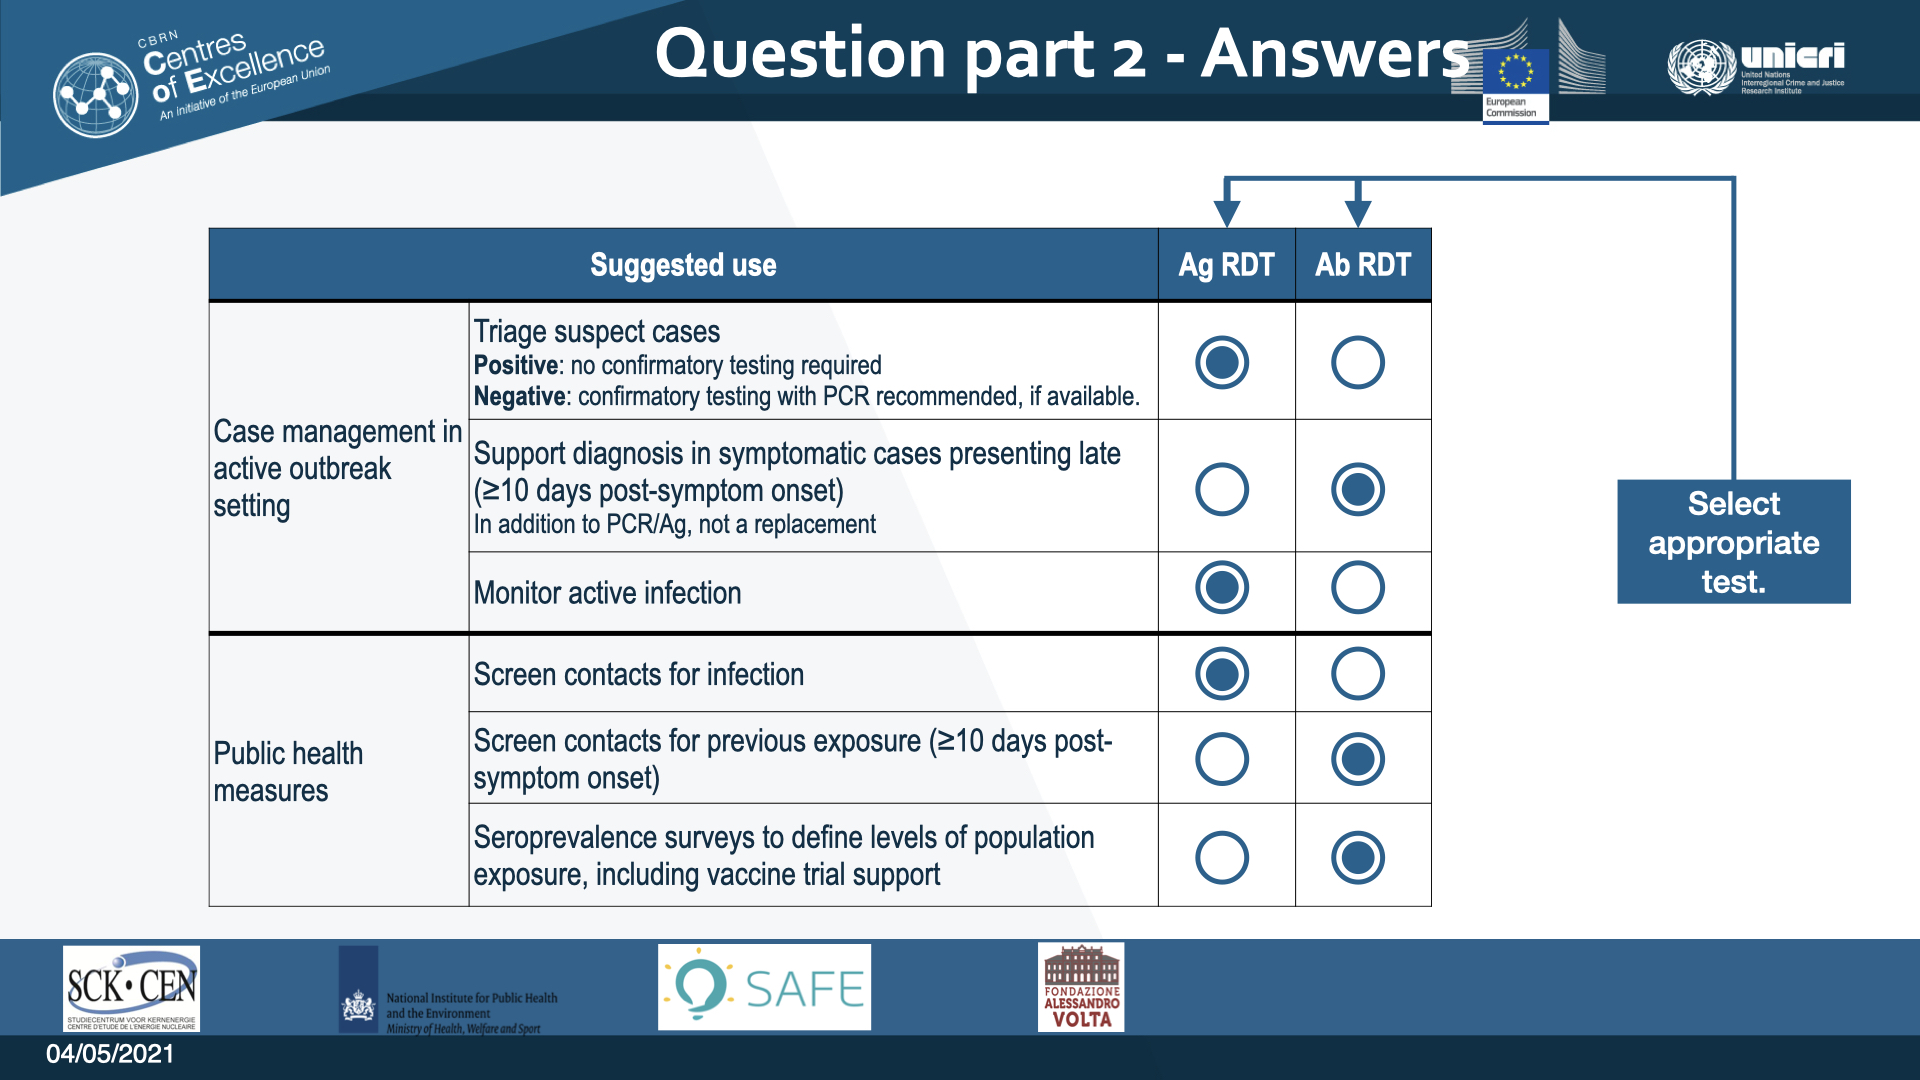 CBRN
Centres
of Excellence
An initiative of the European Union
Question part 2 - Answers
European
Commission
unicri
United Nations
Interregional Crime and Justice
Research Institute
Suggested use
Ag RDT
Ab RDT
Case management in
active outbreak
setting
Triage suspect cases
Positive: no confirmatory testing required
Negative: confirmatory testing with PCR recommended, if available.
Support diagnosis in symptomatic cases presenting late
(≥10 days post-symptom onset)
In addition to PCR/Ag, not a replacement
Monitor active infection
Public health
measures
Screen contacts for infection
Screen contacts for previous exposure (≥10 days post-
symptom onset)
Seroprevalence surveys to define levels of population
exposure, including vaccine trial support
Select
appropriate
test.
SCK•CEN
STUDIECENTRUM VOOR KERNENERGIE
CENTRE D'ETUDE DE L'ENERGIE NUCLEAIRE
National Institute for Public Health
and the Environment
Ministry of Health, Welfare and Sport
SAFE
FONDAZIONE
ALESSANDRO
VOLTA
04/05/2021